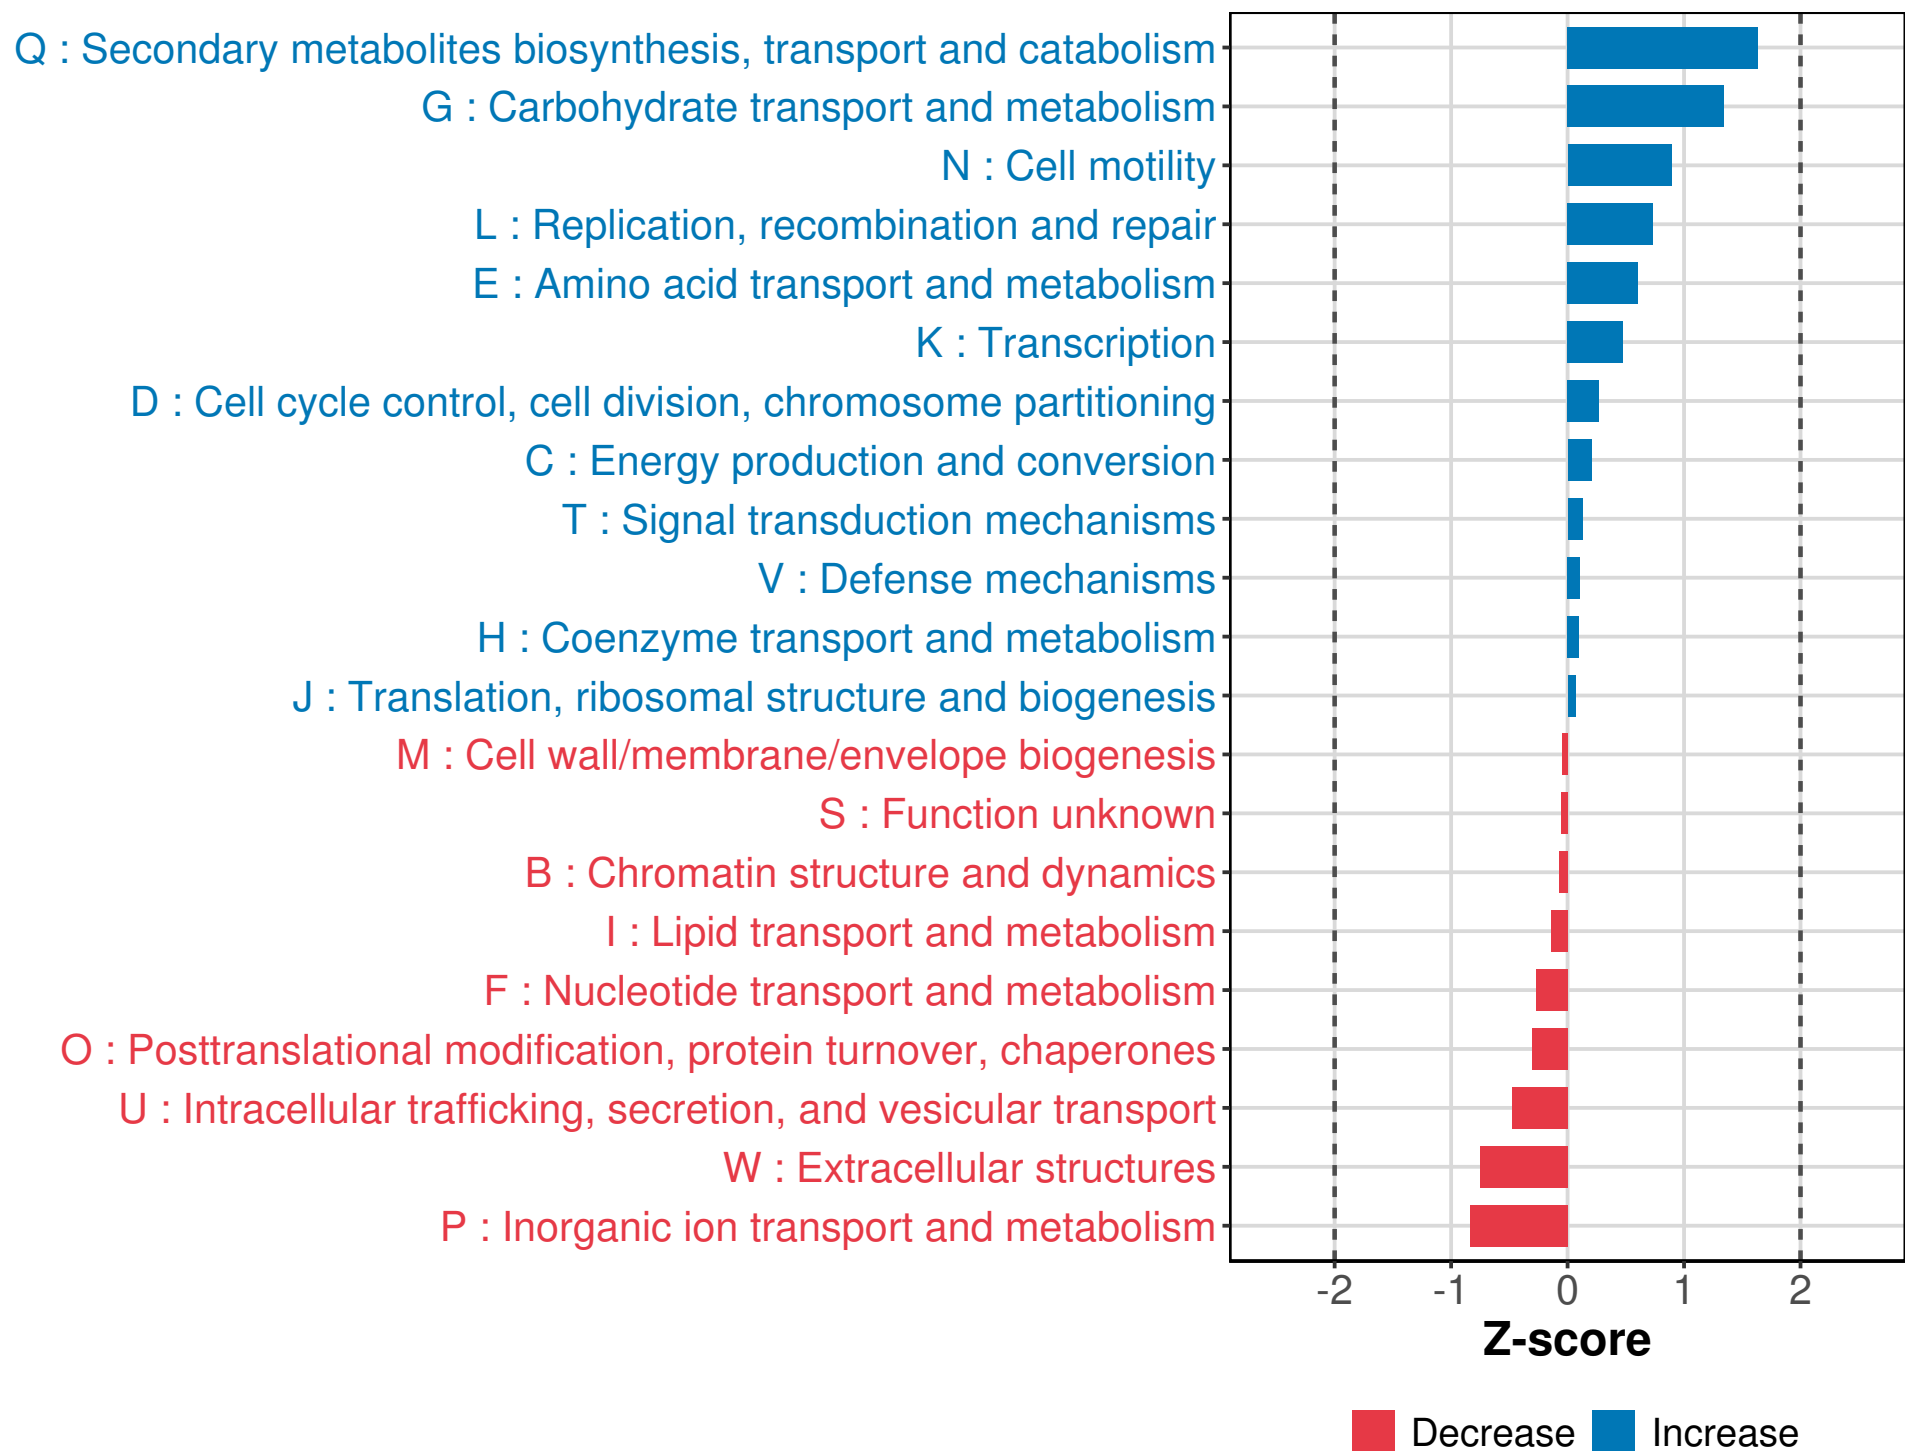 Q : Secondary metabolites biosynthesis, transport and catabolism
G : Carbohydrate transport and metabolism
N : Cell motility
L : Replication, recombination and repair
E : Amino acid transport and metabolism
K : Transcription
D : Cell cycle control, cell division, chromosome partitioning
C : Energy production and conversion
T : Signal transduction mechanisms
V : Defense mechanisms
H : Coenzyme transport and metabolism
J : Translation, ribosomal structure and biogenesis
M : Cell wall/membrane/envelope biogenesis
S : Function unknown
B : Chromatin structure and dynamics
I : Lipid transport and metabolism
F : Nucleotide transport and metabolism
O : Posttranslational modification, protein turnover, chaperones
U : Intracellular trafficking, secretion, and vesicular transport
W : Extracellular structures
P : Inorganic ion transport and metabolism
-2 -1 0 1 2
Z-score
Decrease Increase